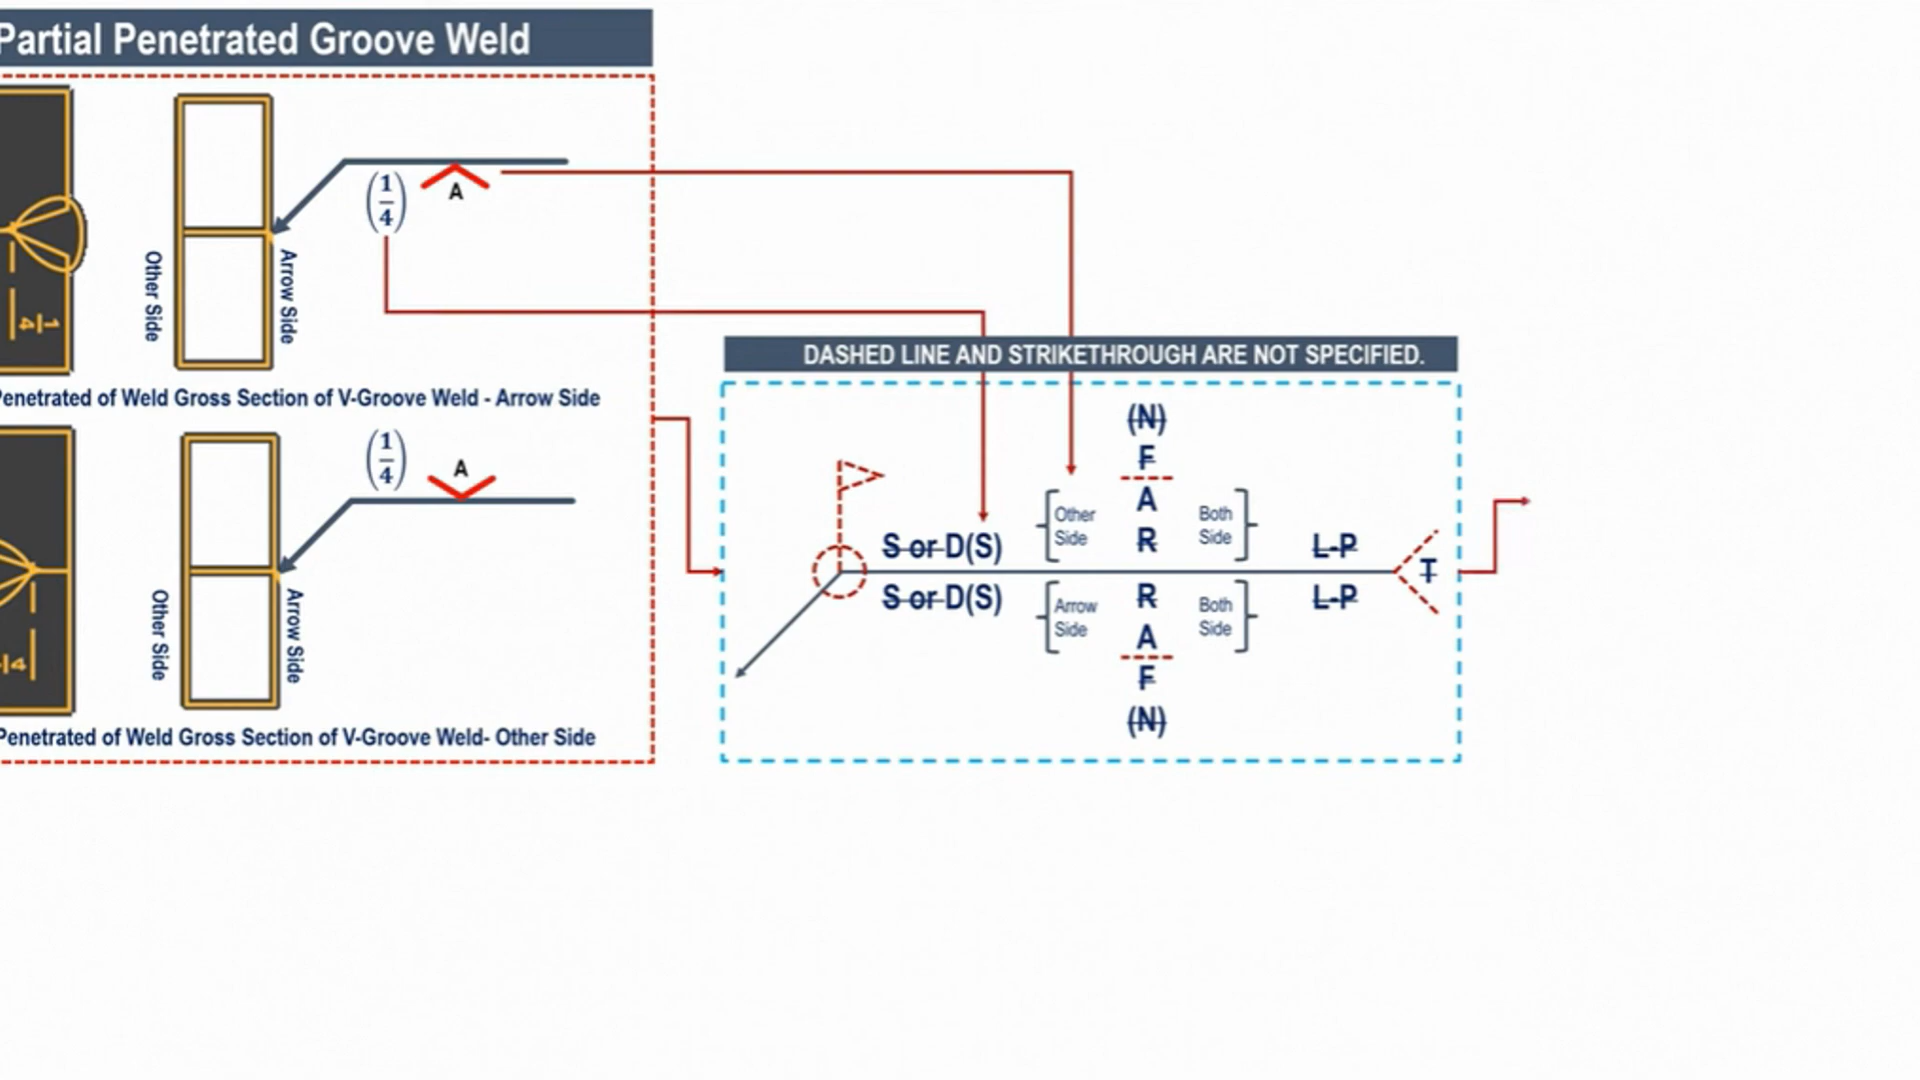 Partial Penetrated Groove Weld
Other Side
Arrow Side
(1/4)
A
1/4
Penetrated of Weld Gross Section of V-Groove Weld - Arrow Side
Other Side
Arrow Side
(1/4)
A
Penetrated of Weld Gross Section of V-Groove Weld- Other Side
DASHED LINE AND STRIKETHROUGH ARE NOT SPECIFIED.
(N)
F
A
R
Other
Side
Both
Side
S or D(S)
L-P
T
S or D(S)
L-P
Arrow
Side
Both
Side
R
A
F
(N)